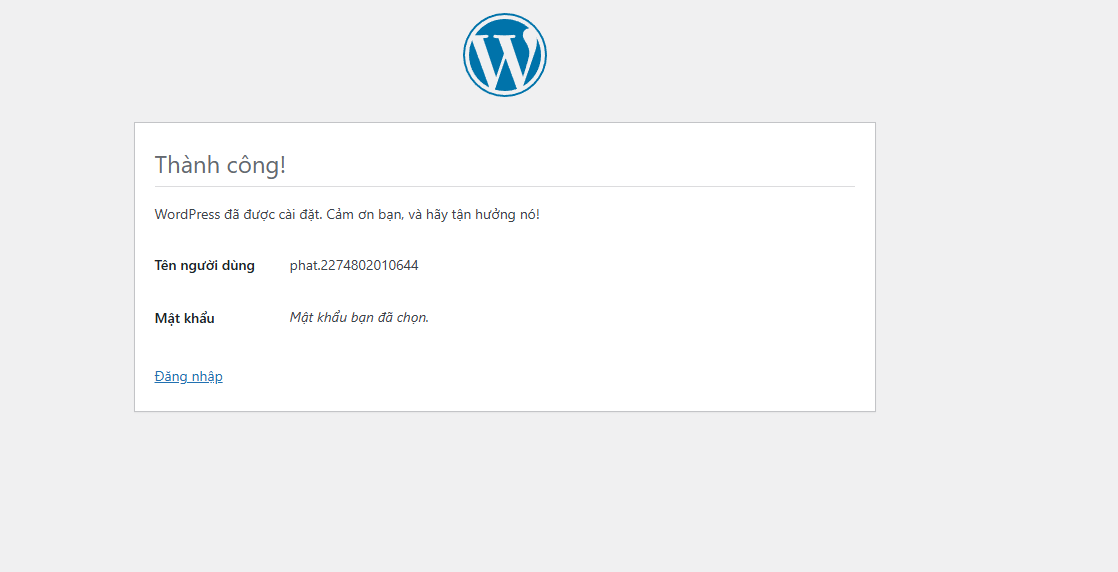 Thành công!
WordPress đã được cài đặt. Cảm ơn bạn, và hãy tận hưởng nó!
Tên người dùng phat.2274802010644
Mật khẩu Mật khẩu bạn đã chọn.
Đăng nhập